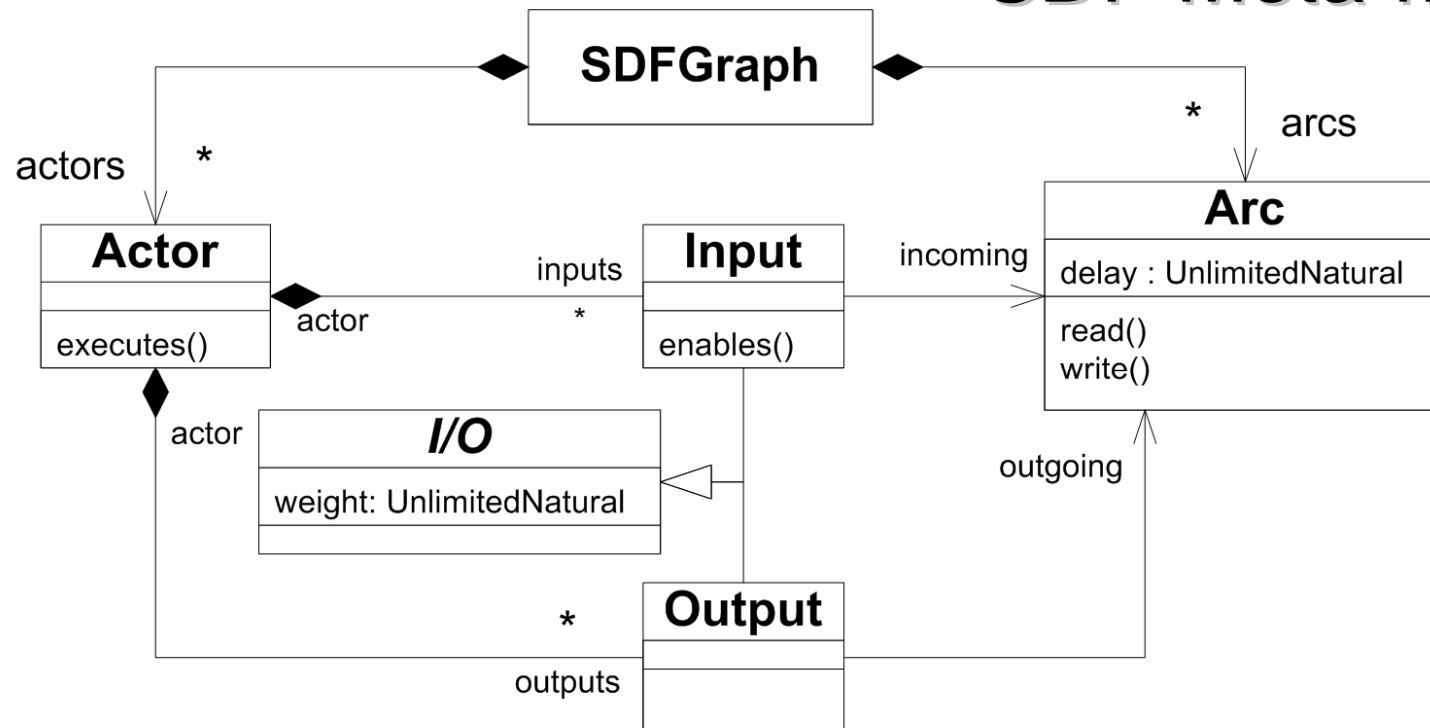 SDFGraph
actors
*
*
arcs
Actor
executes()
inputs
*
actor
Input
enables()
incoming
Arc
delay : UnlimitedNatural
read()
write()
actor
I/O
weight: UnlimitedNatural
outgoing
*
outputs
Output